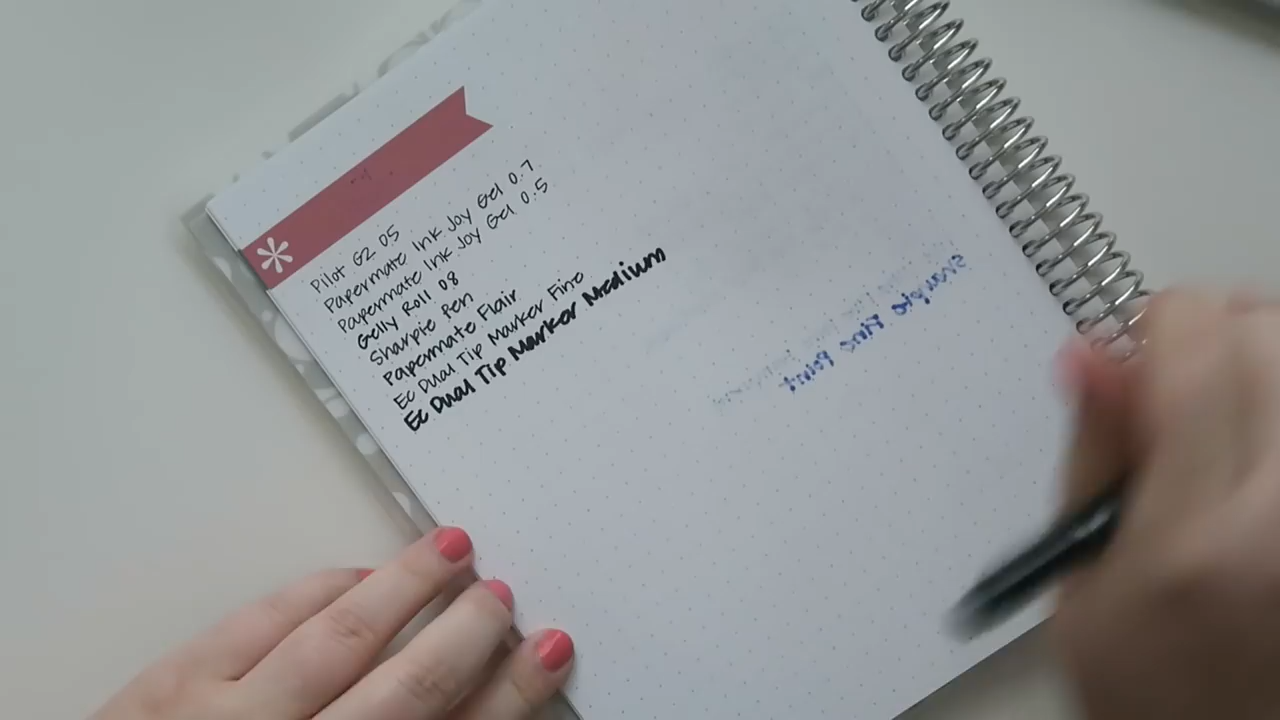 Pilot G2 05
Papermate Ink Joy Gel 0.7
Papermate Ink Joy Gel 0.5
Gelly Roll 08
Sharpie Pen
Papermate Flair
Ec Dual Tip Marker Fine
Ec Dual Tip Marker Medium
Sharpie Fine Point